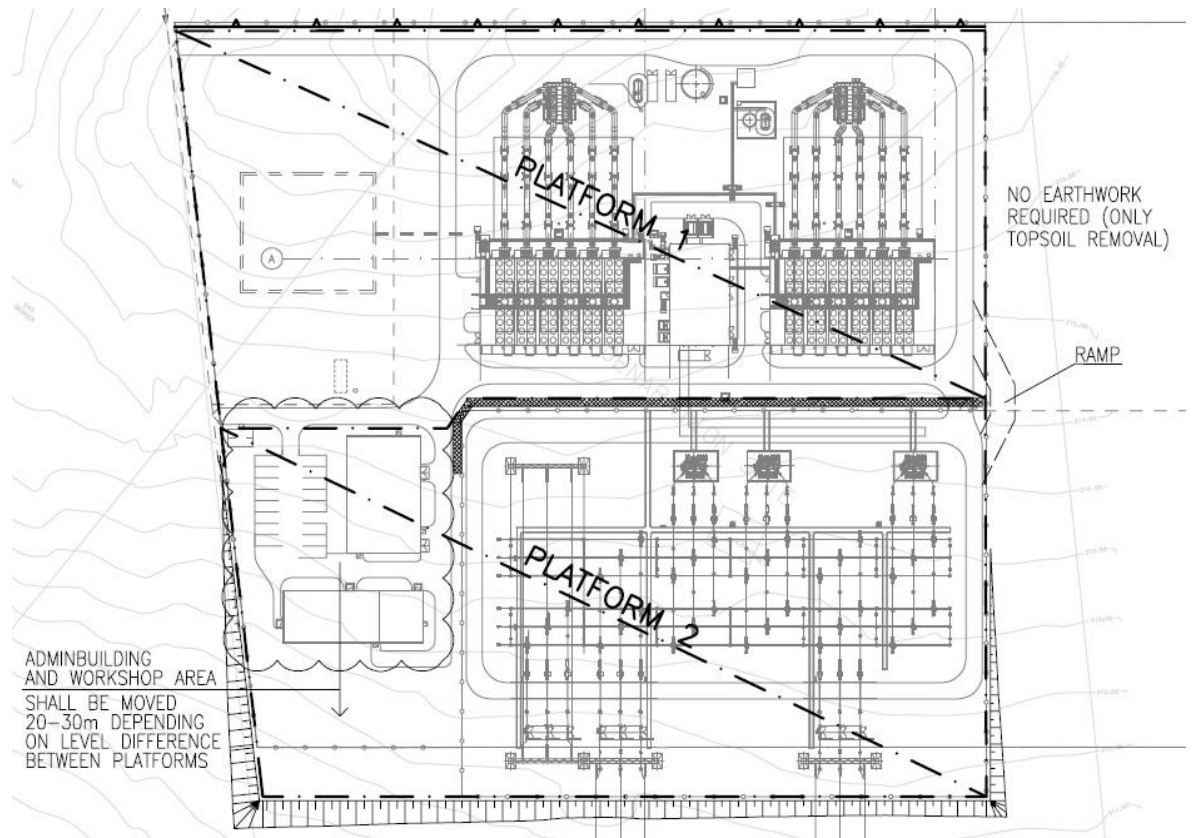 PLATFORM 1
NO EARTHWORK
REQUIRED (ONLY
TOPSOIL REMOVAL)
A
RAMP
PLATFORM 2
ADMINBUILDING
AND WORKSHOP AREA
SHALL BE MOVED
20-30m DEPENDING
ON LEVEL DIFFERENCE
BETWEEN PLATFORMS